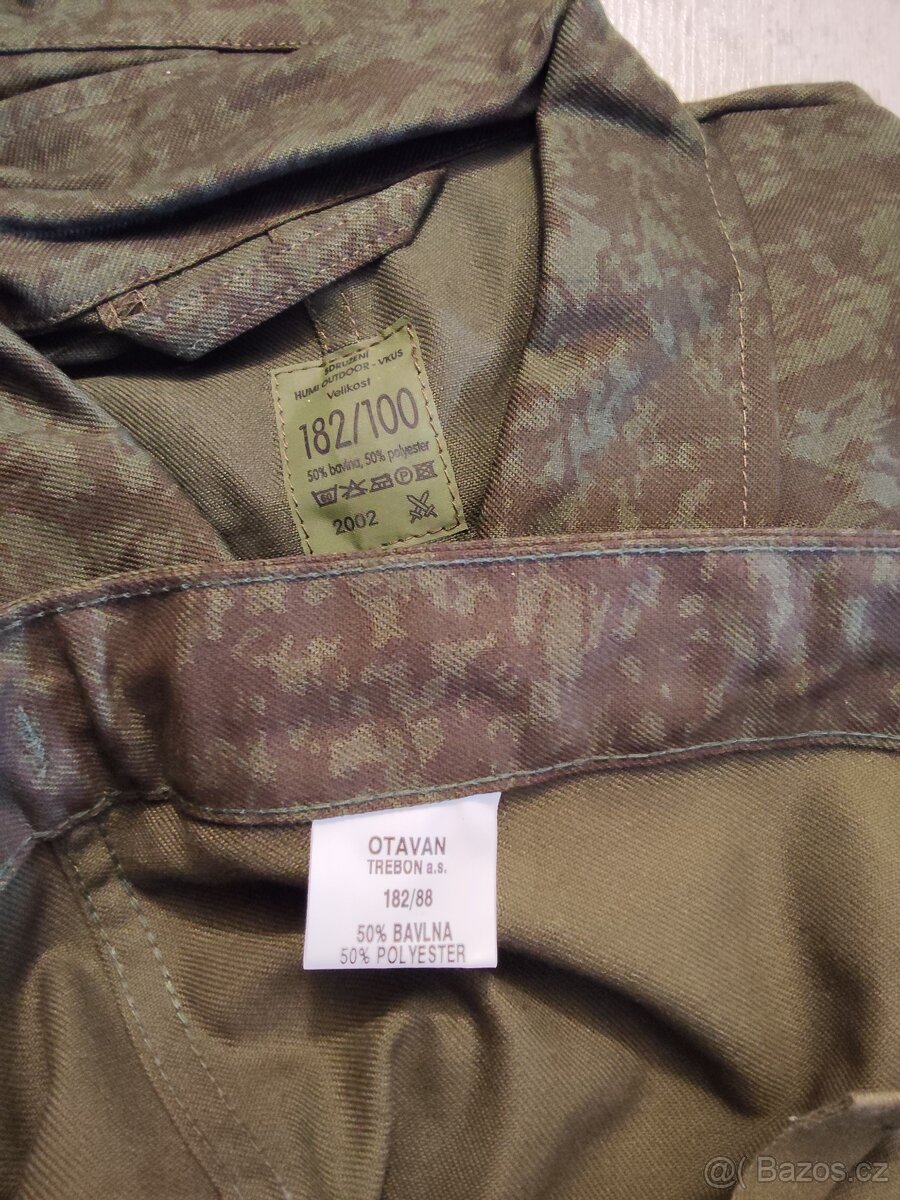 SDRUŽENÍ
HUMI OUTDOOR - VKUS
Velikost
182/100
50% bavlna, 50% polyester
60 P
2002
OTAVAN
TREBON a.s.
182/88
50% BAVLNA
50% POLYESTER
@( Bazos.cz